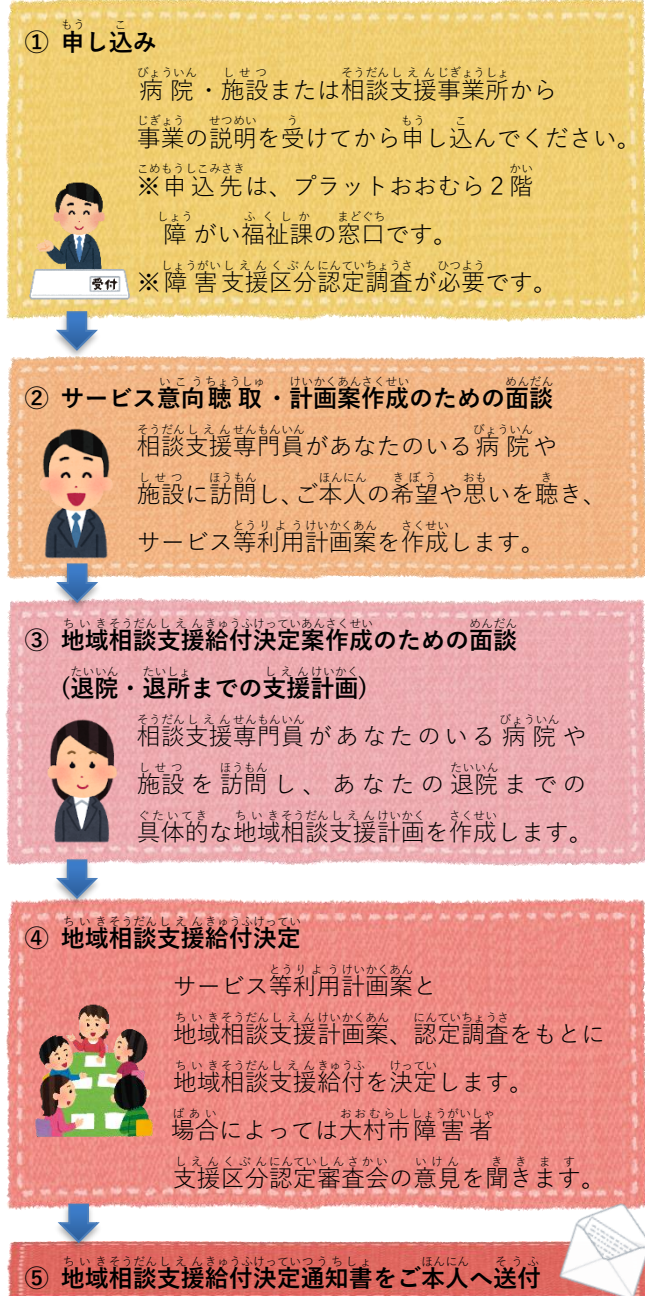 ① 申し込み
病院・施設または相談支援事業所から
事業の説明を受けてから申し込んでください。
※申込先は、プラットおおむら２階
障がい福祉課の窓口です。
※障害支援区分認定調査が必要です。
受付
② サービス意向聴取・計画案作成のための面談
相談支援専門員があなたのいる病院や
施設に訪問し、ご本人の希望や思いを聴き、
サービス等利用計画案を作成します。
③ 地域相談支援給付決定案作成のための面談
(退院・退所までの支援計画)
相談支援専門員があなたのいる病院や
施設を訪問し、あなたの退院までの
具体的な地域相談支援計画を作成します。
④ 地域相談支援給付決定
サービス等利用計画案と
地域相談支援計画案、認定調査をもとに
地域相談支援給付を決定します。
場合によっては大村市障害者
支援区分認定審査会の意見を聞きます。
⑤ 地域相談支援給付決定通知書をご本人へ送付